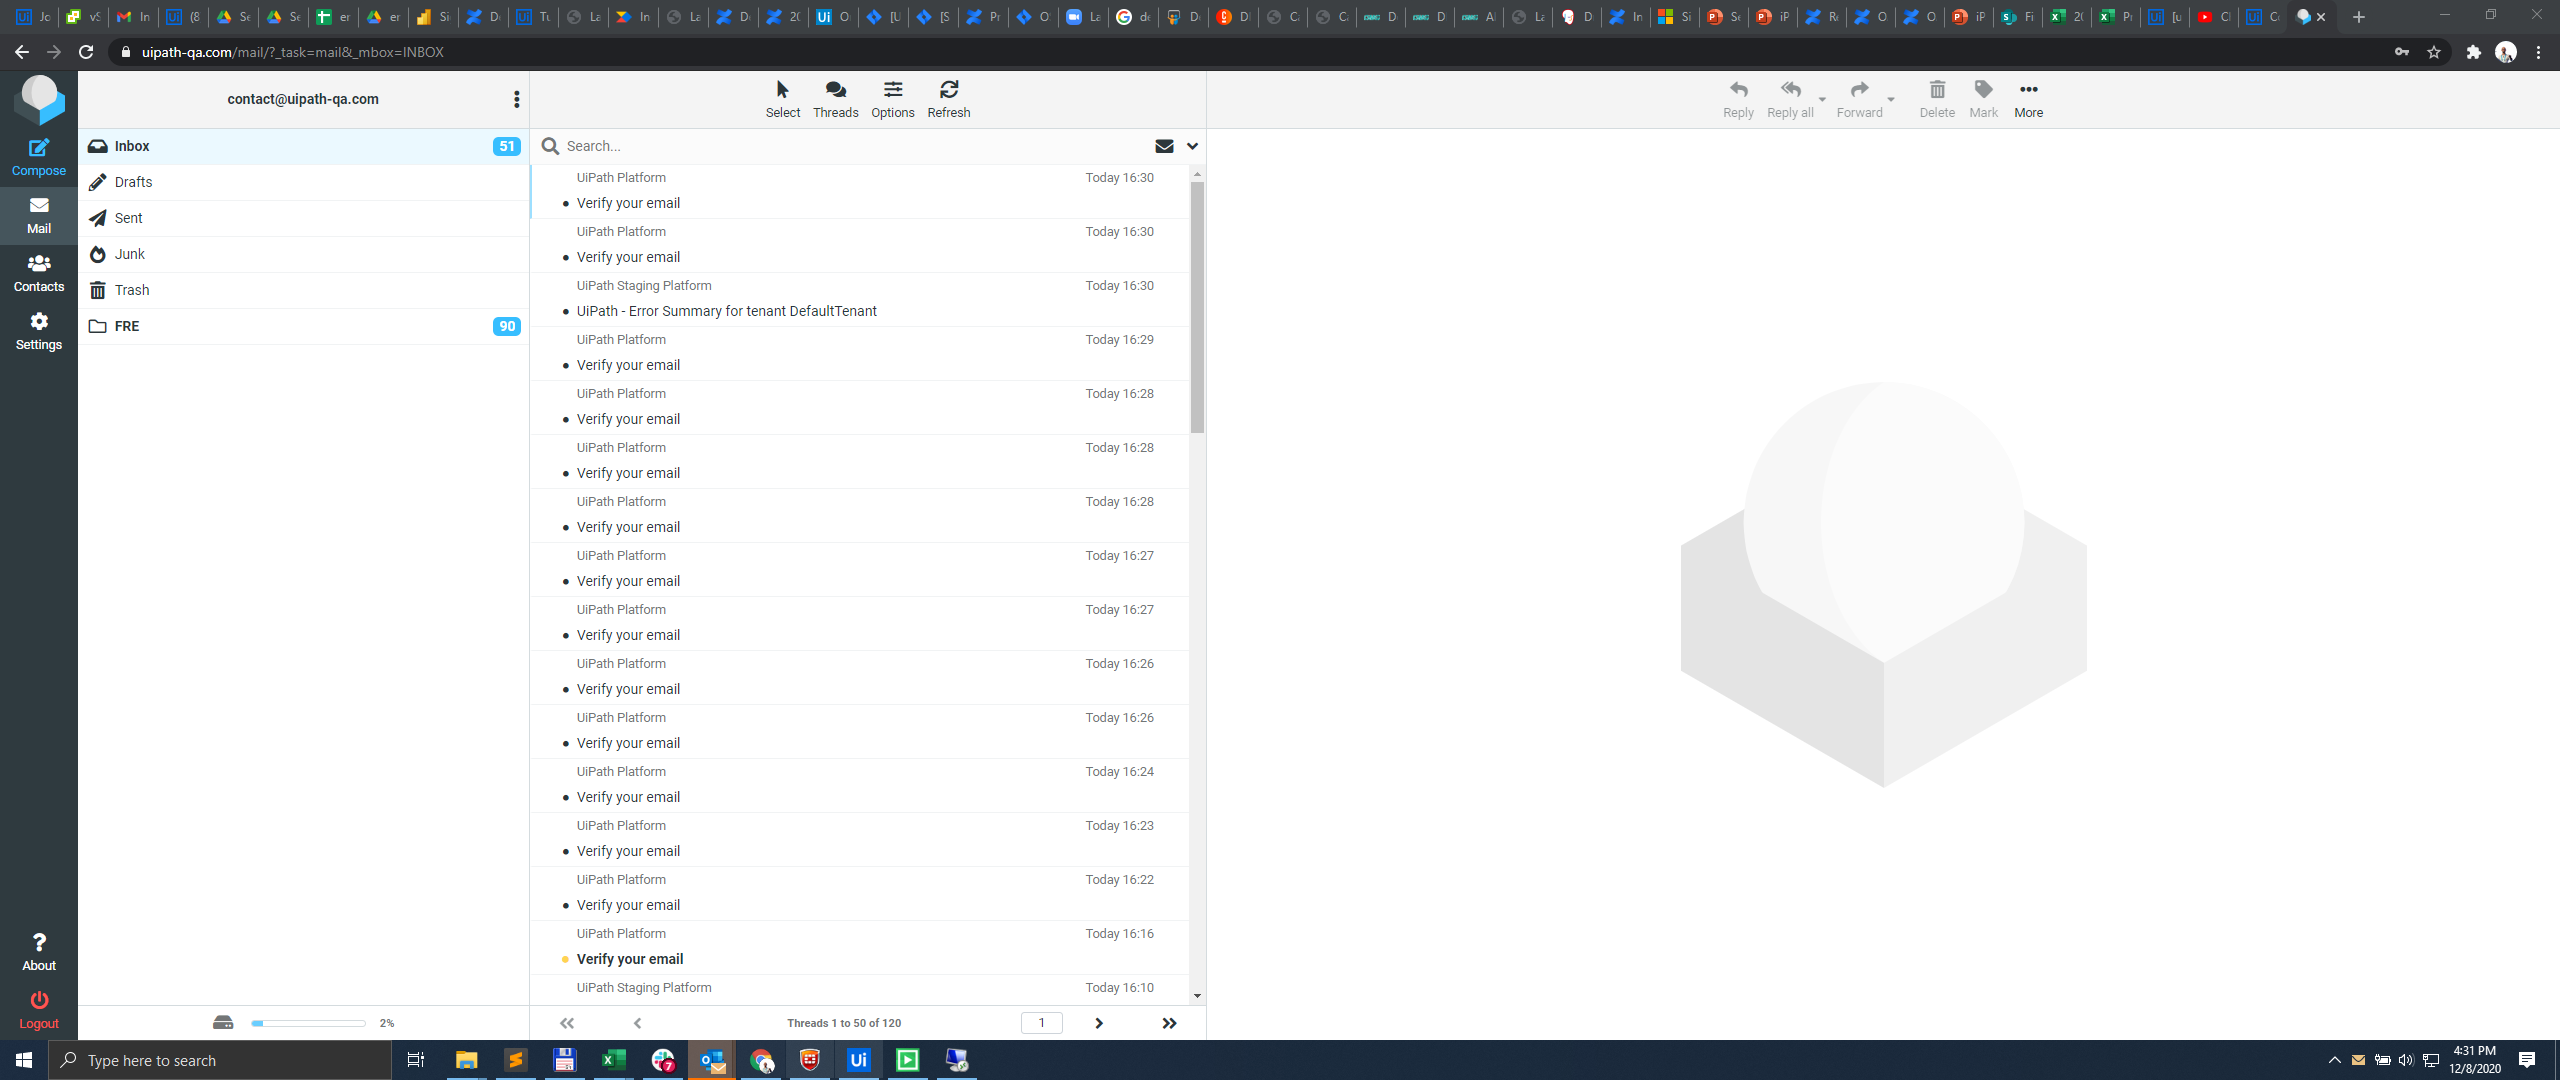 uipath-qa.com/mail/?_task=mail&_mbox=INBOX
contact@uipath-qa.com
Select
Threads
Options
Refresh
Reply
Reply all
Forward
Delete
Mark
More
Compose
Mail
Contacts
Settings
About
Logout
Inbox
51
Drafts
Sent
Junk
Trash
FRE
90
2%
Search...
UiPath Platform Today 16:30
Verify your email
UiPath Platform Today 16:30
Verify your email
UiPath Staging Platform Today 16:30
UiPath - Error Summary for tenant DefaultTenant
UiPath Platform Today 16:29
Verify your email
UiPath Platform Today 16:28
Verify your email
UiPath Platform Today 16:28
Verify your email
UiPath Platform Today 16:28
Verify your email
UiPath Platform Today 16:27
Verify your email
UiPath Platform Today 16:27
Verify your email
UiPath Platform Today 16:26
Verify your email
UiPath Platform Today 16:26
Verify your email
UiPath Platform Today 16:24
Verify your email
UiPath Platform Today 16:23
Verify your email
UiPath Platform Today 16:22
Verify your email
UiPath Platform Today 16:16
Verify your email
UiPath Staging Platform Today 16:10
Threads 1 to 50 of 120
1
Type here to search
7
Ui
4:31 PM
12/8/2020